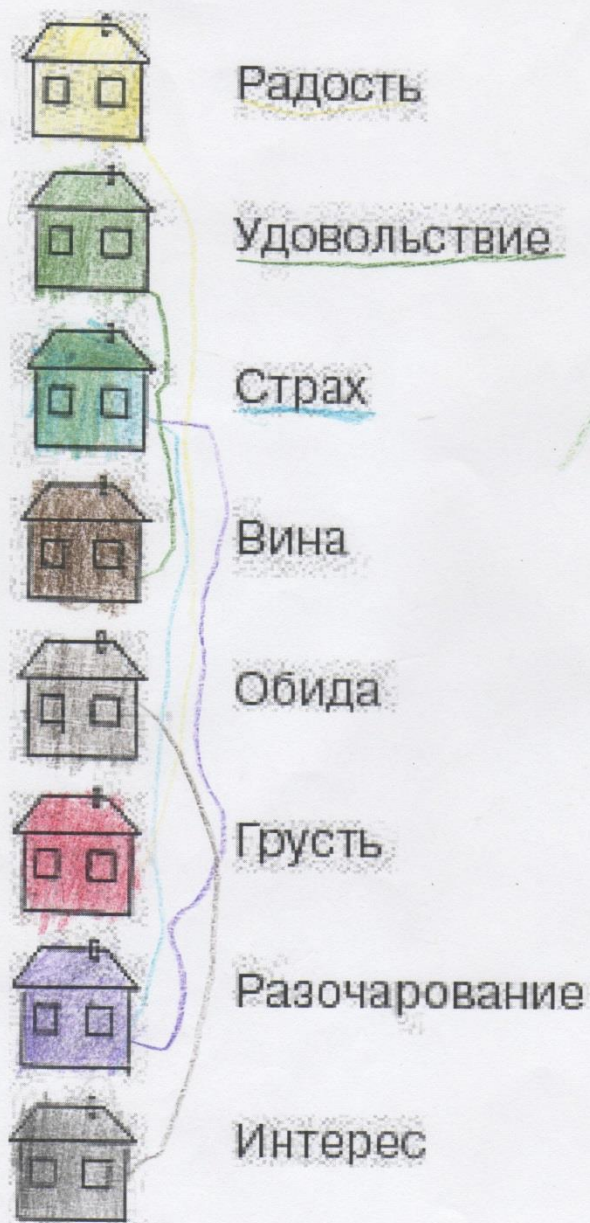 Радость
Удовольствие
Страх
Вина
Обида
Грусть
Разочарование
Интерес